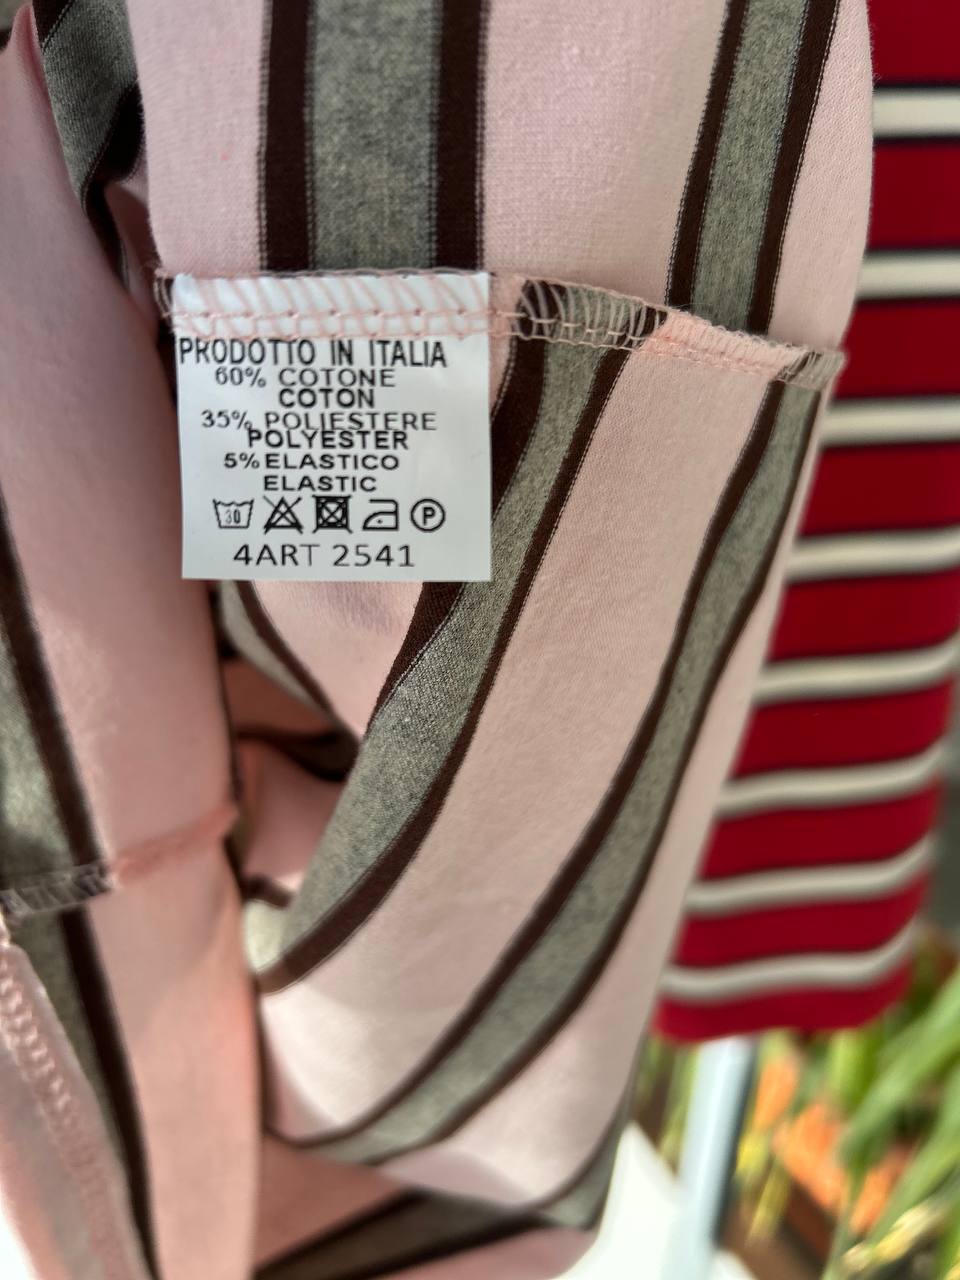 PRODOTTO IN ITALIA
60% COTONE
COTON
35% POLIESTERE
POLYESTER
5% ELASTICO
ELASTIC
30 P
4ART 2541